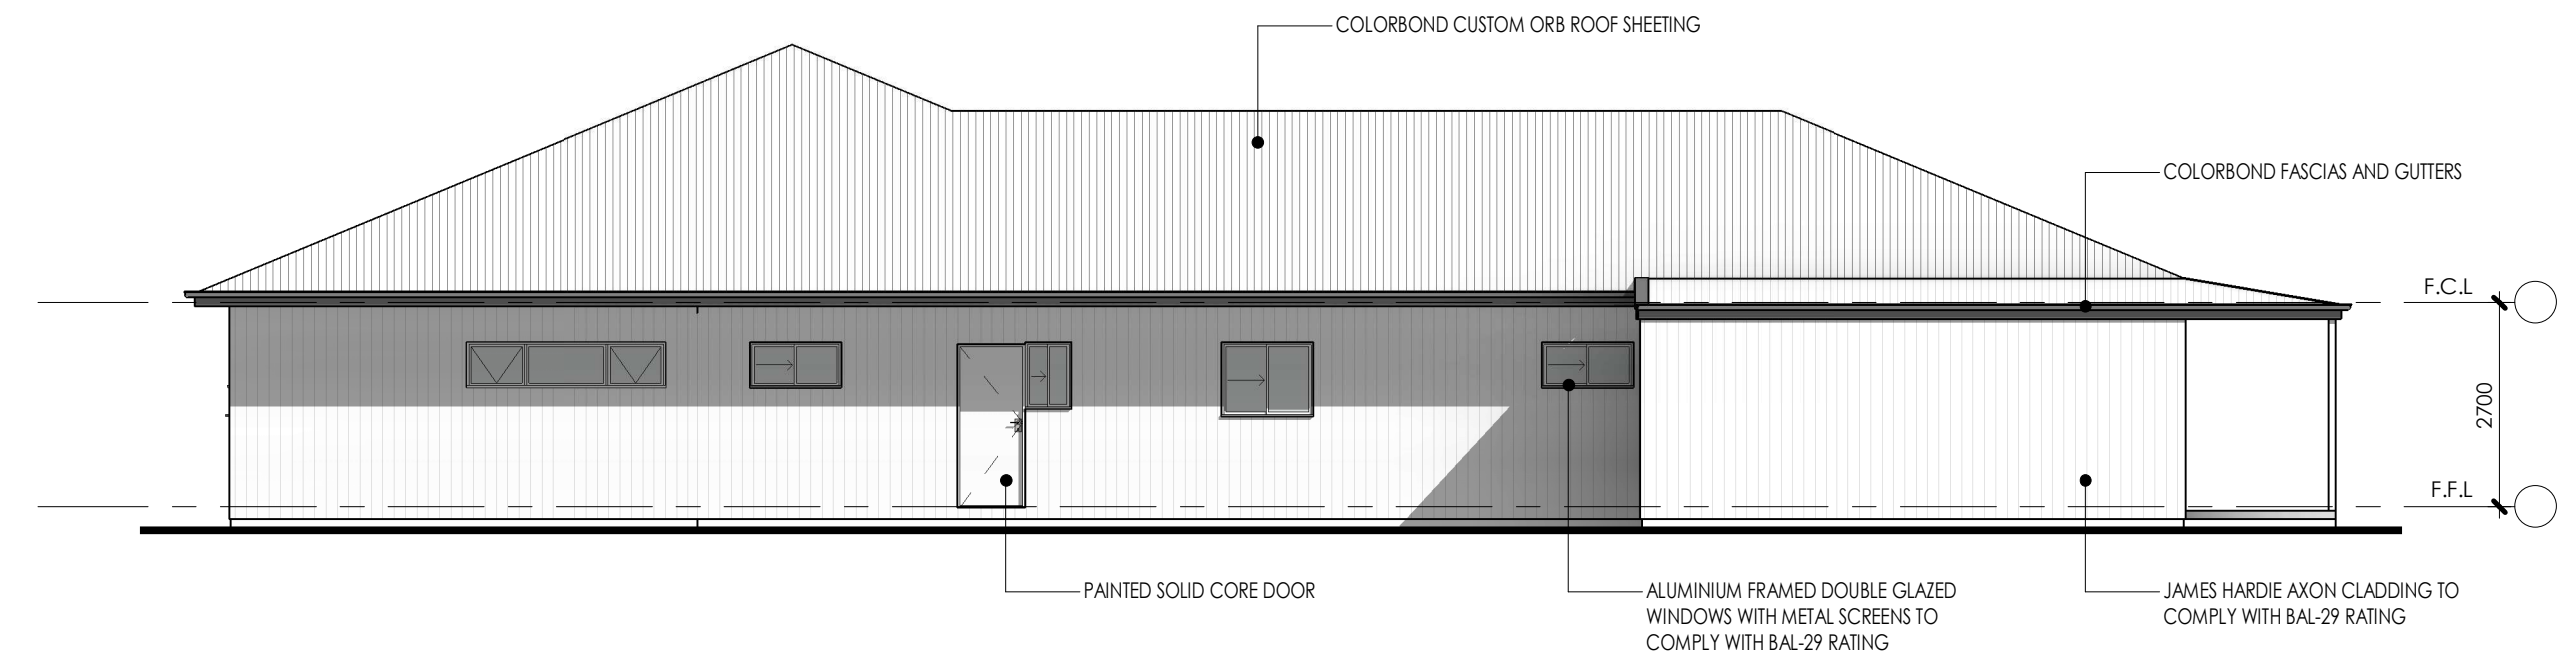 COLORBOND CUSTOM ORB ROOF SHEETING
COLORBOND FASCIAS AND GUTTERS
F.C.L
2700
F.F.L
PAINTED SOLID CORE DOOR
ALUMINIUM FRAMED DOUBLE GLAZED
WINDOWS WITH METAL SCREENS TO
COMPLY WITH BAL-29 RATING
JAMES HARDIE AXON CLADDING TO
COMPLY WITH BAL-29 RATING